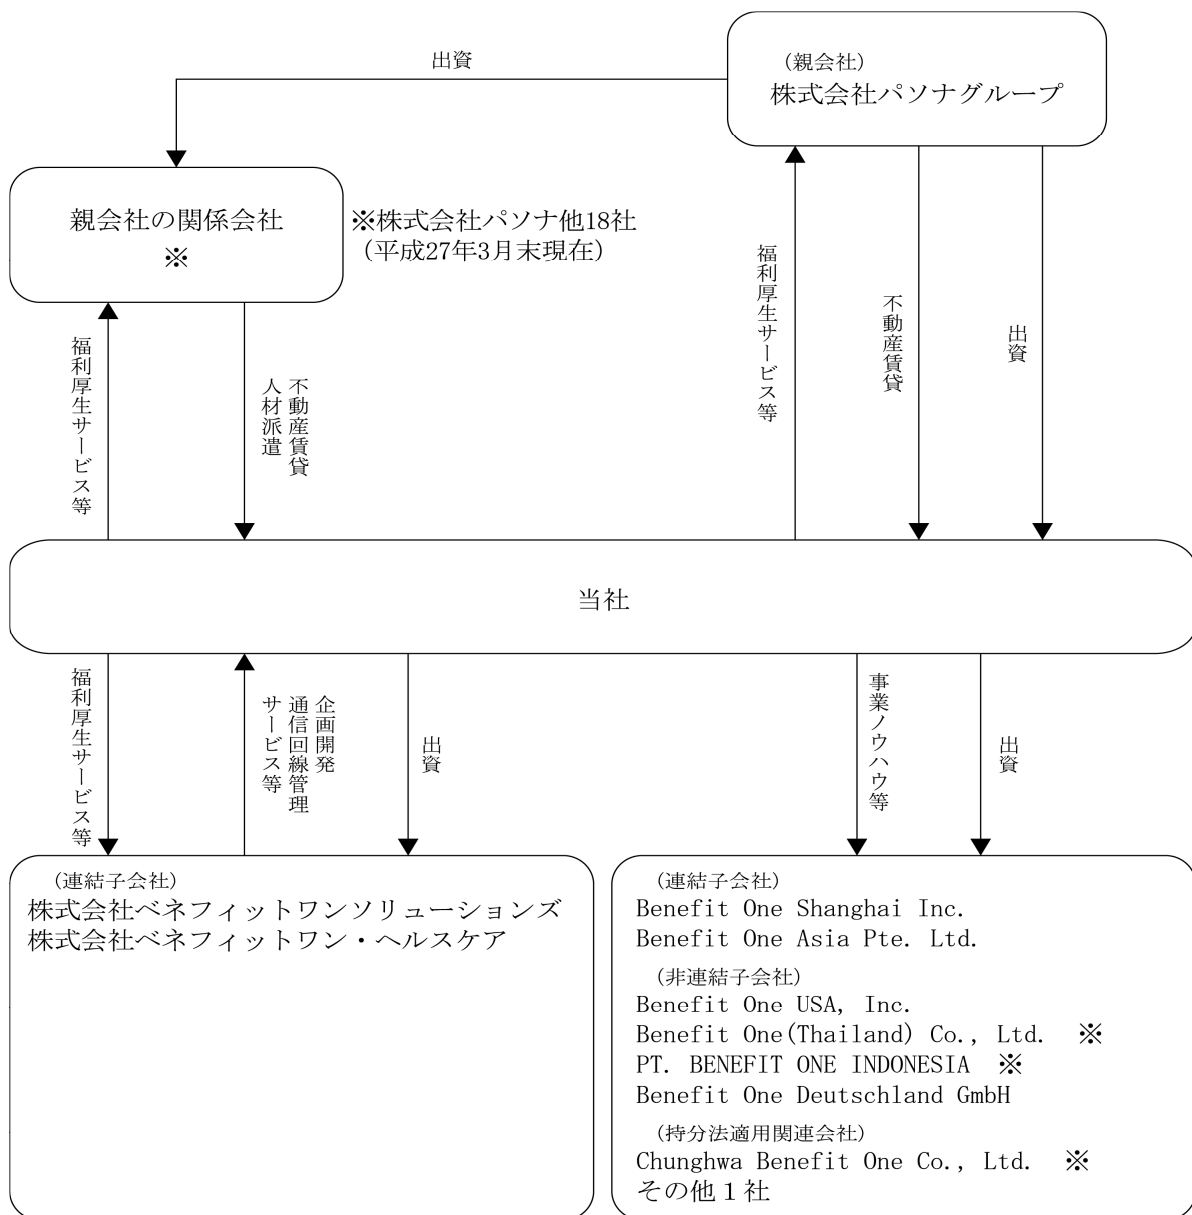 出資
(親会社)
株式会社パソナグループ
親会社の関係会社
※
※株式会社パソナ他18社
(平成27年3月末現在)
福利厚生サービス等
不動産賃貸
人材派遣
福利厚生サービス等
不動産賃貸
出資
当社
福利厚生サービス等
企画開発
通信回線管理
サービス等
出資
事業ノウハウ等
出資
(連結子会社)
株式会社ベネフィットワンソリューションズ
株式会社ベネフィットワン・ヘルスケア
(連結子会社)
Benefit One Shanghai Inc.
Benefit One Asia Pte. Ltd.
(非連結子会社)
Benefit One USA, Inc.
Benefit One(Thailand) Co., Ltd. ※
PT. BENEFIT ONE INDONESIA ※
Benefit One Deutschland GmbH
(持分法適用関連会社)
Chunghwa Benefit One Co., Ltd. ※
その他１社